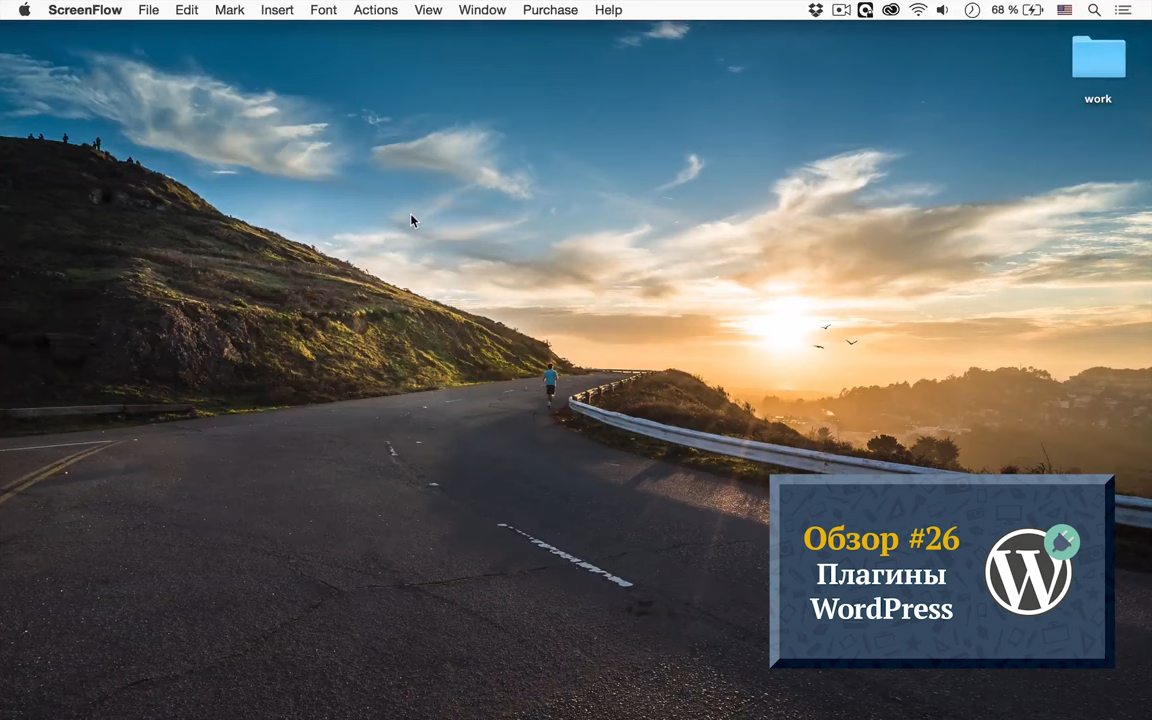 ScreenFlow File Edit Mark Insert Font Actions View Window Purchase Help 68 %
work
Обзор #26
Плагины
WordPress